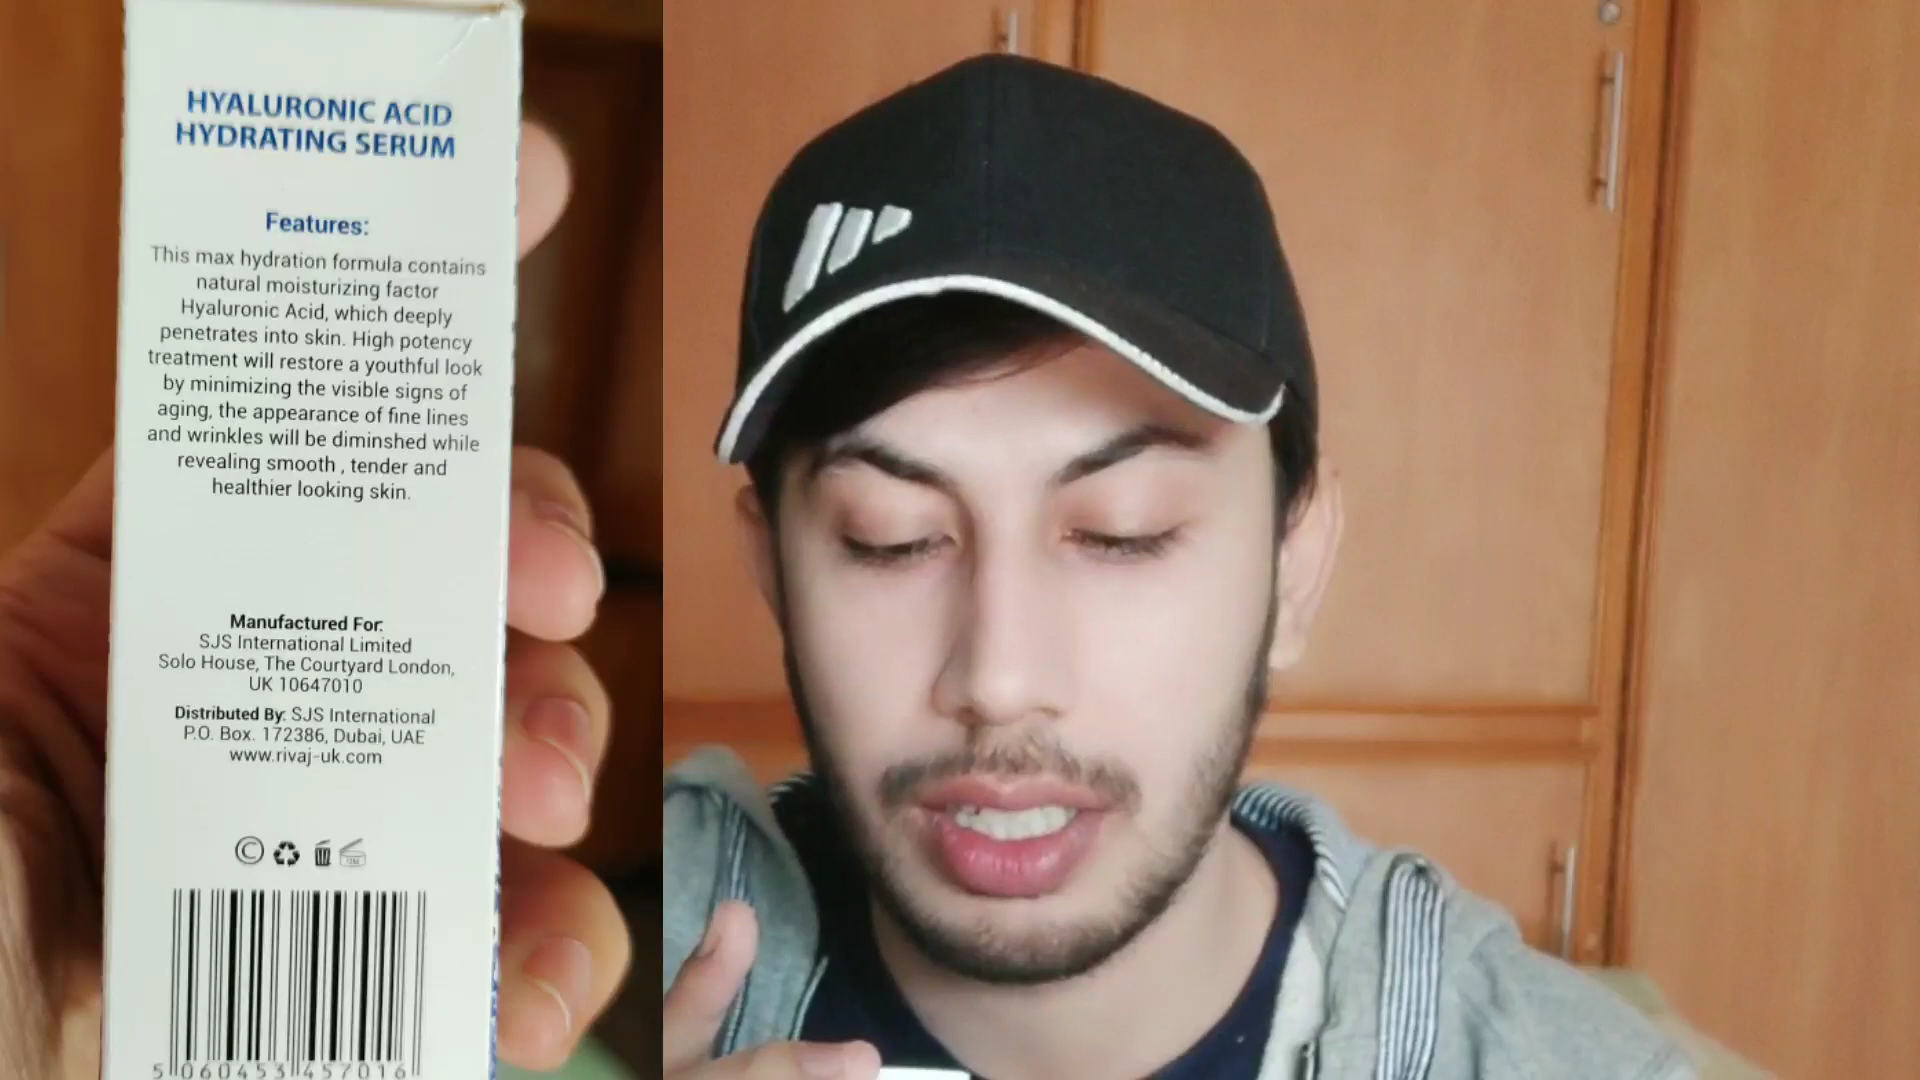 HYALURONIC ACID
HYDRATING SERUM
Features:
This max hydration formula contains
natural moisturizing factor
Hyaluronic Acid, which deeply
penetrates into skin. High potency
treatment will restore a youthful look
by minimizing the visible signs of
aging, the appearance of fine lines
and wrinkles will be diminshed while
revealing smooth , tender and
healthier looking skin.
Manufactured For:
SJS International Limited
Solo House, The Courtyard London,
UK 10647010
Distributed By: SJS International
P.O. Box. 172386, Dubai, UAE
www.rivaj-uk.com
©
5 060453 457016